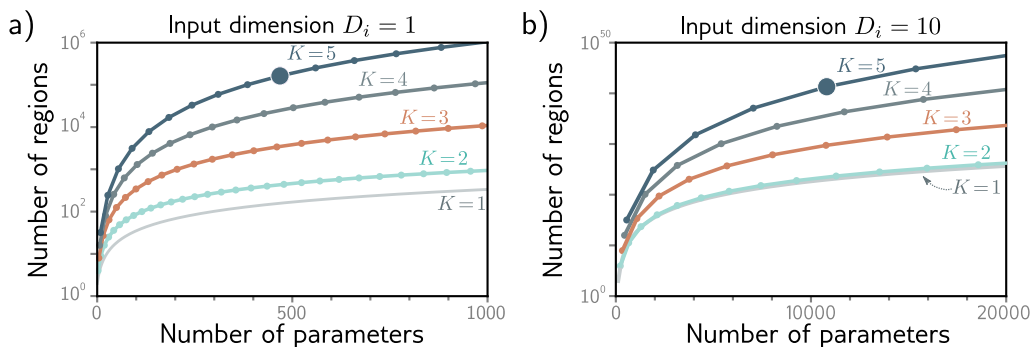 a)
Input dimension $D_i = 1$
Number of regions
10^6
10^4
10^2
10^0
K=5
K=4
K=3
K=2
K=1
0
500
1000
Number of parameters
b)
Input dimension $D_i = 10$
Number of regions
10^50
10^0
K=5
K=4
K=3
K=2
K=1
0
10000
20000
Number of parameters